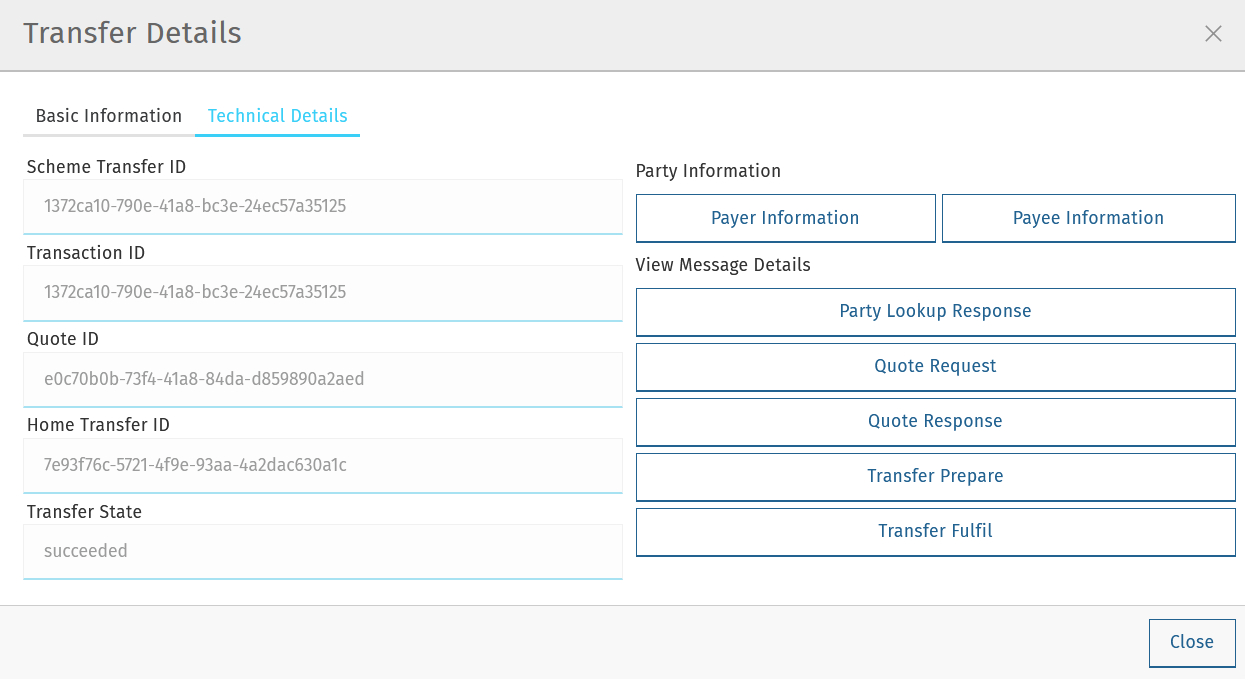 Transfer Details
Basic Information
Technical Details
Scheme Transfer ID
1372ca10-790e-41a8-bc3e-24ec57a35125
Transaction ID
1372ca10-790e-41a8-bc3e-24ec57a35125
Quote ID
e0c70b0b-73f4-41a8-84da-d859890a2aed
Home Transfer ID
7e93f76c-5721-4f9e-93aa-4a2dac630a1c
Transfer State
succeeded
Party Information
Payer Information
Payee Information
View Message Details
Party Lookup Response
Quote Request
Quote Response
Transfer Prepare
Transfer Fulfil
Close